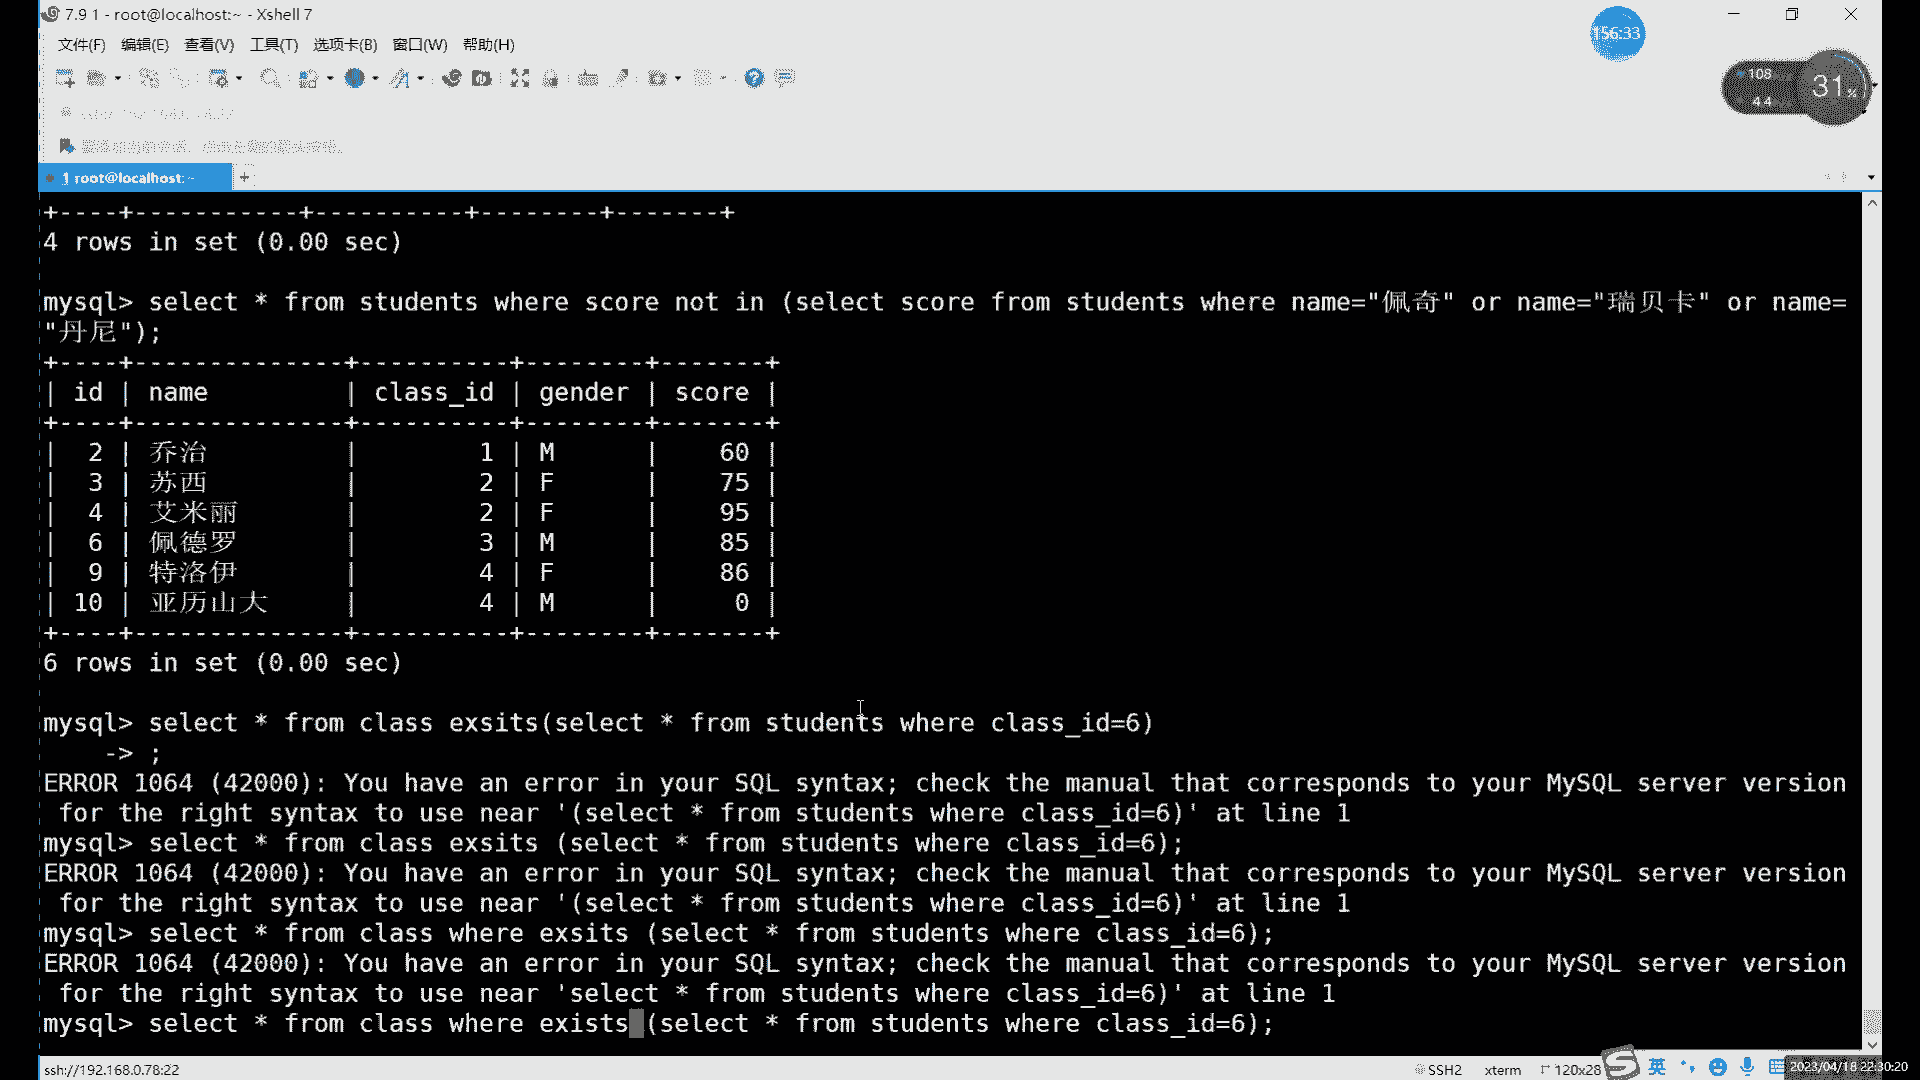 7.9 1 - root@localhost:~ - Xshell 7
156:33
文件(F) 编辑(E) 查看(V) 工具(T) 选项卡(B) 窗口(W) 帮助(H)
108
44
31%
1 root@localhost:~
+----+-----------+----------+--------+-------+
4 rows in set (0.00 sec)
mysql> select * from students where score not in (select score from students where name="佩奇" or name="瑞贝卡" or name=
"丹尼");
+----+--------------+----------+--------+-------+
| id | name | class_id | gender | score |
+----+--------------+----------+--------+-------+
| 2 | 乔治 | 1 | M | 60 |
| 3 | 苏西 | 2 | F | 75 |
| 4 | 艾米丽 | 2 | F | 95 |
| 6 | 佩德罗 | 3 | M | 85 |
| 9 | 特洛伊 | 4 | F | 86 |
| 10 | 亚历山大 | 4 | M | 0 |
+----+--------------+----------+--------+-------+
6 rows in set (0.00 sec)
mysql> select * from class exsits(select * from students where class_id=6)
-> ;
ERROR 1064 (42000): You have an error in your SQL syntax; check the manual that corresponds to your MySQL server version
for the right syntax to use near '(select * from students where class_id=6)' at line 1
mysql> select * from class exsits (select * from students where class_id=6);
ERROR 1064 (42000): You have an error in your SQL syntax; check the manual that corresponds to your MySQL server version
for the right syntax to use near '(select * from students where class_id=6)' at line 1
mysql> select * from class where exsits (select * from students where class_id=6);
ERROR 1064 (42000): You have an error in your SQL syntax; check the manual that corresponds to your MySQL server version
for the right syntax to use near 'select * from students where class_id=6)' at line 1
mysql> select * from class where exists (select * from students where class_id=6);
ssh://192.168.0.78:22
SSH2 xterm 120x28
英
2023/04/18 22:30:20